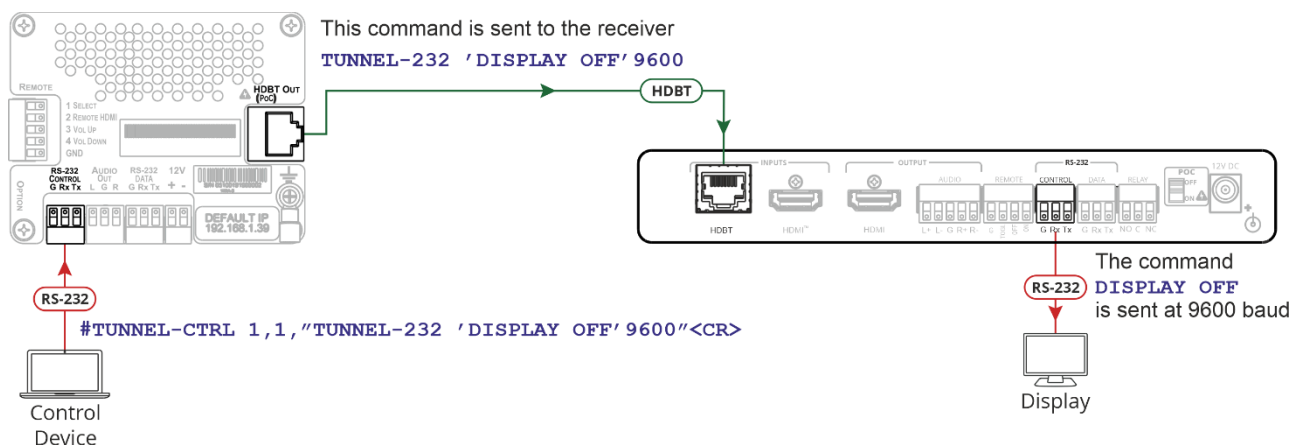 This command is sent to the receiver
TUNNEL-232 ′DISPLAY OFF′9600
HDBT OUT
(PoC)
REMOTE
1 SELECT
2 REMOTE HDMI
3 VOL UP
4 VOL DOWN
GND
RS-232
CONTROL
G Rx Tx
AUDIO
OUT
L G R
RS-232
DATA
G Rx Tx
12V
+ -
OPTION
DEFAULT IP
192.168.1.39
HDBT
INPUTS
OUTPUT
RS-232
AUDIO
REMOTE
CONTROL
DATA
RELAY
POC
OFF
ON
12V DC
HDBT
HDMI™
HDMI
L+ L- G R+ R-
G Rx Tx
G Rx Tx
NO C NC
RS-232
#TUNNEL-CTRL 1,1,″TUNNEL-232 ′DISPLAY OFF′9600″<CR>
Control
Device
The command
RS-232
DISPLAY OFF
is sent at 9600 baud
Display